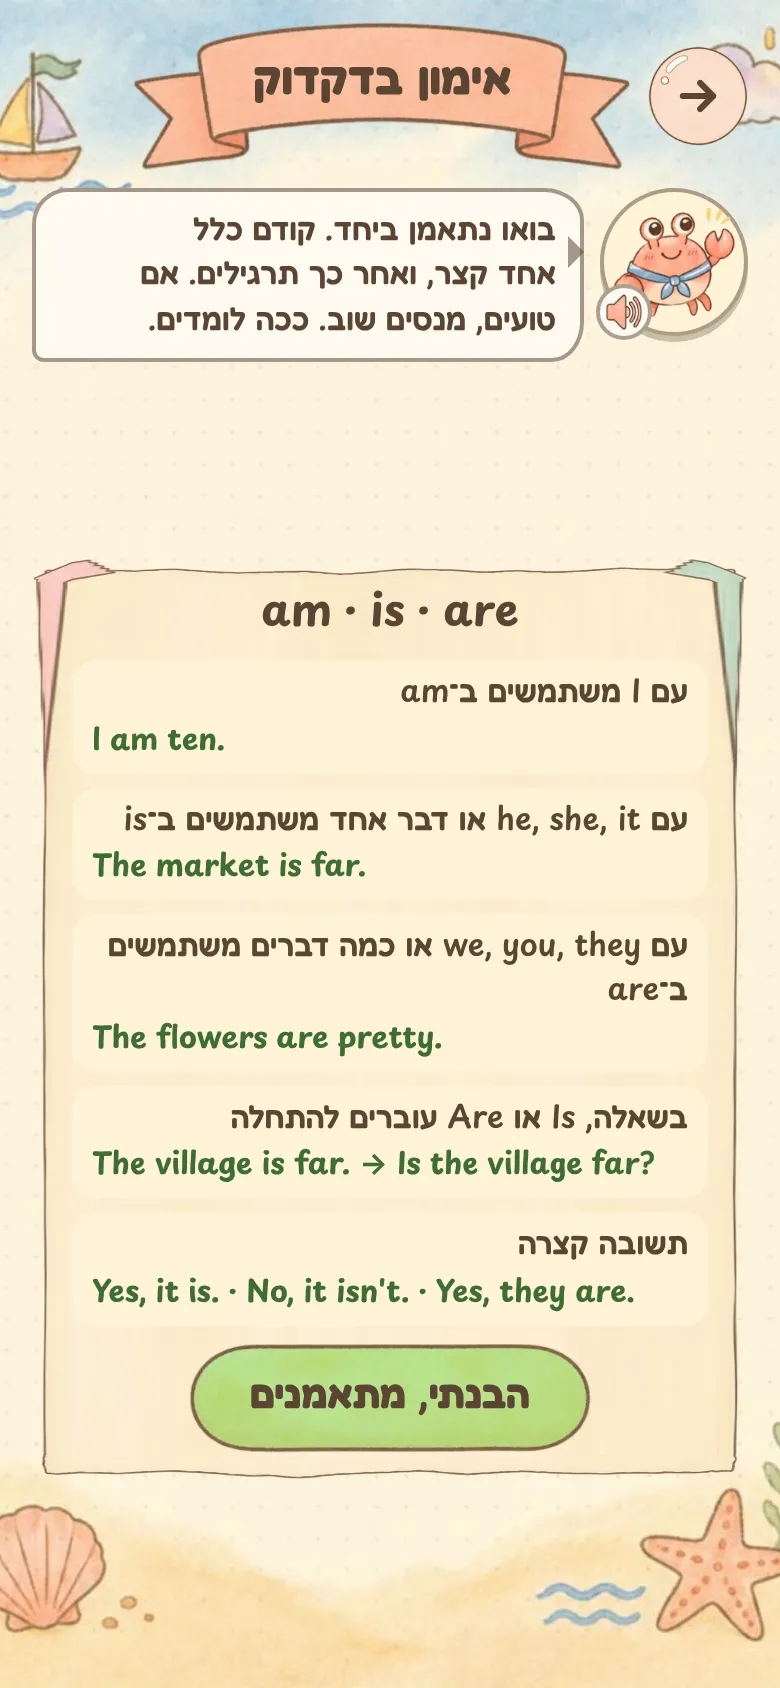 אימון בדקדוק
בואו נתאמן ביחד. קודם כלל
אחד קצר, ואחר כך תרגילים. אם
טועים, מנסים שוב. ככה לומדים.
am · is · are
עם I משתמשים ב־am
I am ten.
עם he, she, it או דבר אחד משתמשים ב־is
The market is far.
עם we, you, they או כמה דברים משתמשים
ב־are
The flowers are pretty.
בשאלה, Is או Are עוברים להתחלה
The village is far. → Is the village far?
תשובה קצרה
Yes, it is. · No, it isn't. · Yes, they are.
הבנתי, מתאמנים